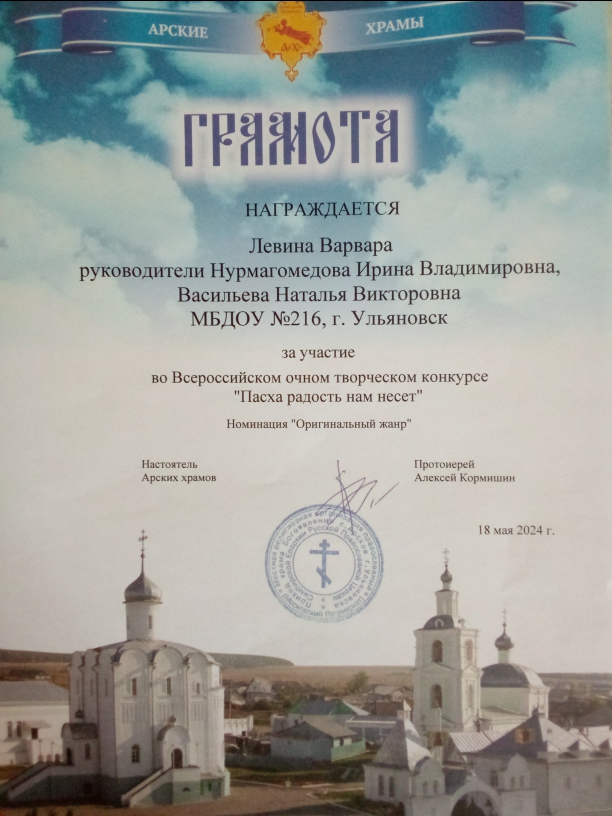 АРСКИЕ ХРАМЫ
ГРАМОТА
НАГРАЖДАЕТСЯ
Левина Варвара
руководители Нурмагомедова Ирина Владимировна,
Васильева Наталья Викторовна
МБДОУ №216, г. Ульяновск
за участие
во Всероссийском очном творческом конкурсе
"Пасха радость нам несет"
Номинация "Оригинальный жанр"
Настоятель
Арских храмов
Протоиерей
Алексей Кормишин
18 мая 2024 г.